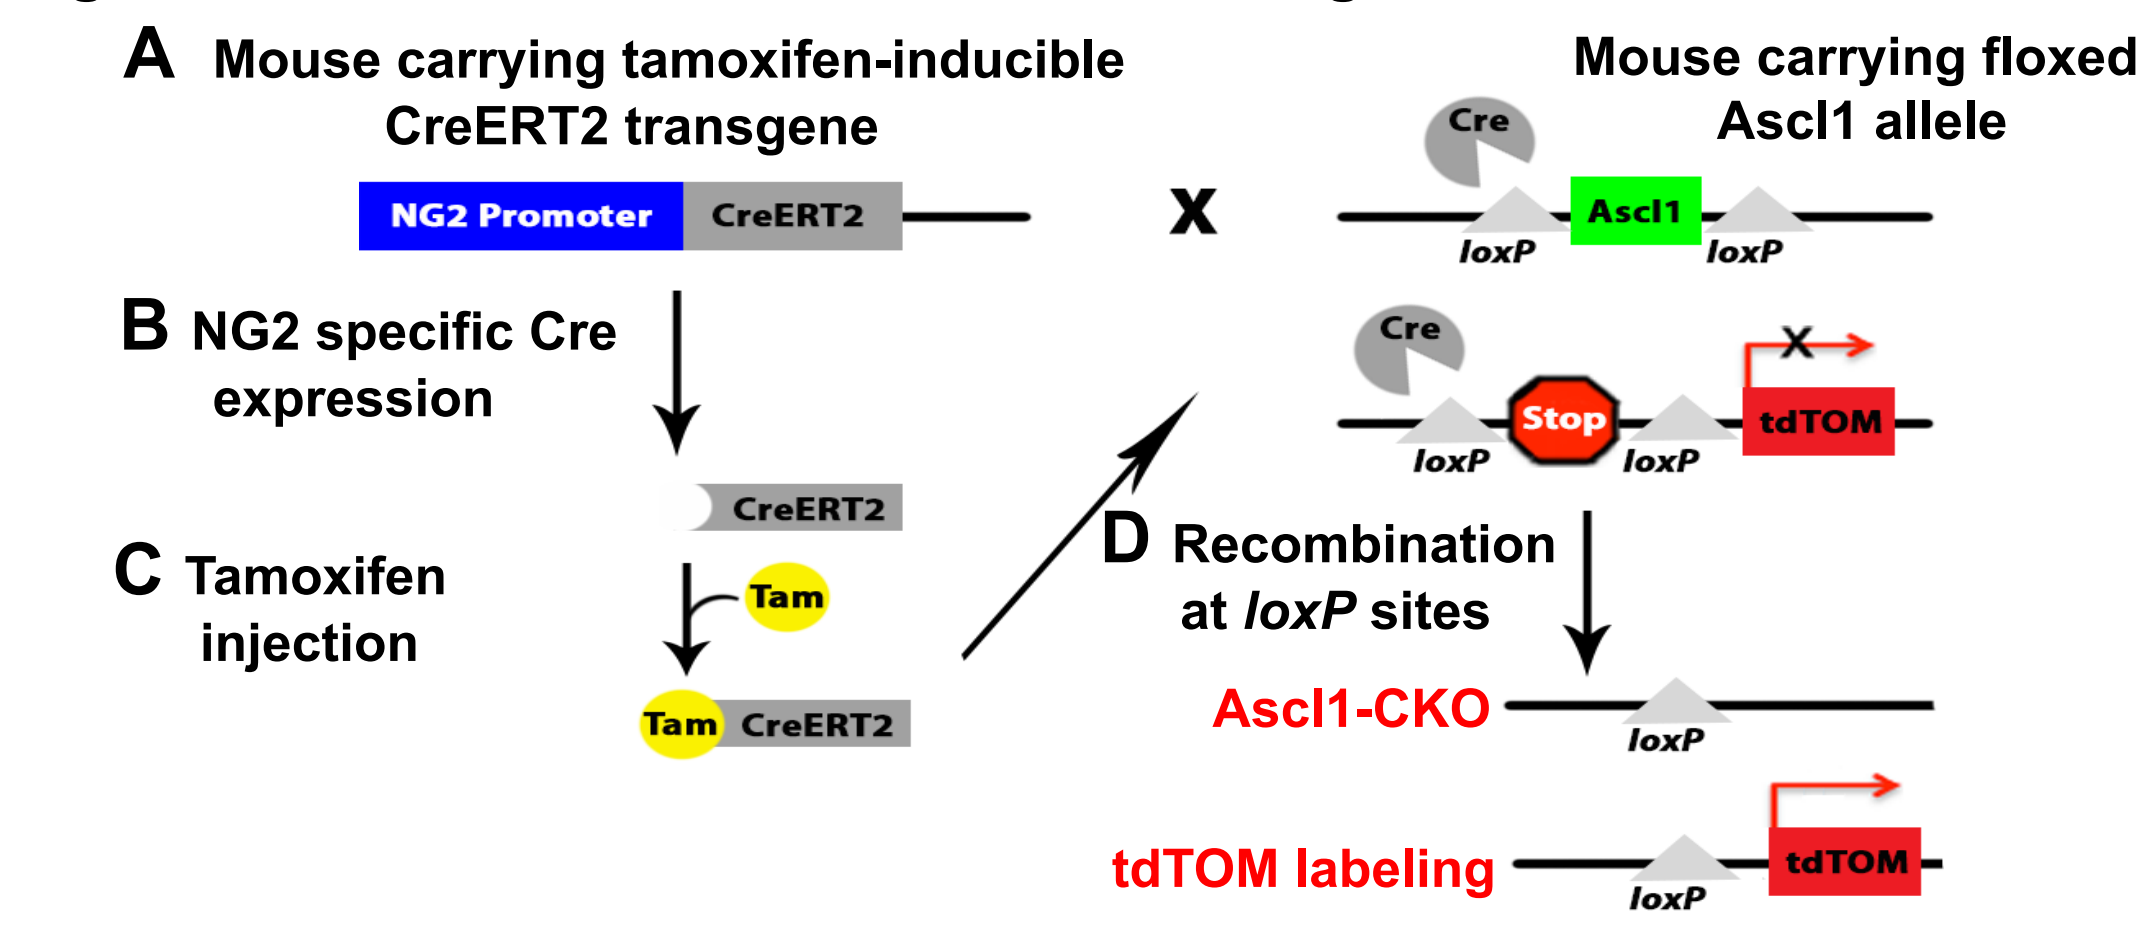 A Mouse carrying tamoxifen-inducible
CreERT2 transgene
Mouse carrying floxed
Ascl1 allele
NG2 Promoter CreERT2
X
Cre
Ascl1
loxP loxP
B NG2 specific Cre
expression
CreERT2
Cre
X
Stop tdTOM
loxP loxP
C Tamoxifen
injection
Tam
Tam CreERT2
D Recombination
at loxP sites
Ascl1-CKO
loxP
tdTOM labeling tdTOM
loxP